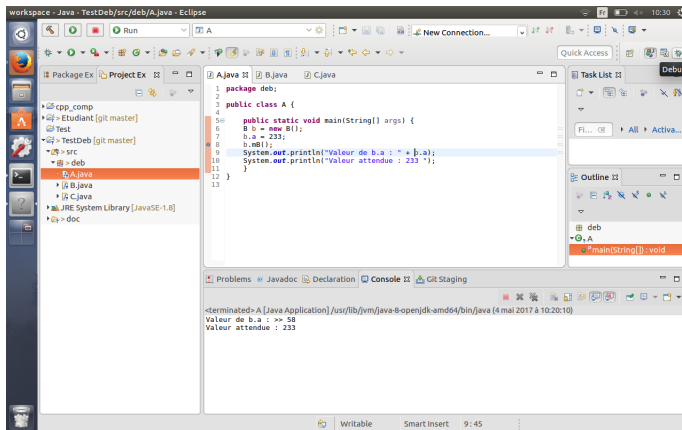 workspace - Java - TestDeb/src/deb/A.java - Eclipse
Fr
10:30
Run
A
New Connection...
Quick Access
Debu
Package Ex
Project Ex
A.java
B.java
C.java
Task List
> cpp_comp
> Etudiant [git master]
Test
> TestDeb [git master]
> src
> deb
A.java
B.java
C.java
JRE System Library [JavaSE-1.8]
> doc
1 package deb;
2
3 public class A {
4
5 public static void main(String[] args) {
6 B b = new B();
7 b.a = 233;
8 b.mB();
9 System.out.println("Valeur de b.a : " + b.a);
10 System.out.println("Valeur attendue : 233 ");
11 }
12 }
13
Fi...
All
Activa...
Outline
deb
A
main(String[]) : void
Problems
Javadoc
Declaration
Console
Git Staging
<terminated> A [Java Application] /usr/lib/jvm/java-8-openjdk-amd64/bin/java (4 mai 2017 à 10:20:10)
Valeur de b.a : >> 58
Valeur attendue : 233
Writable
Smart Insert
9 : 45